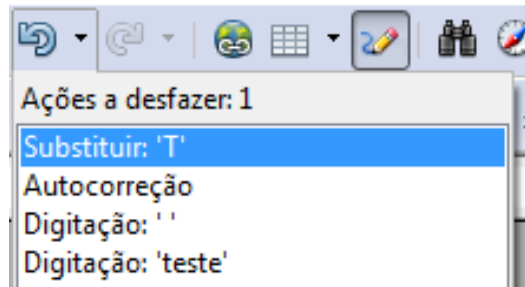 Ações a desfazer: 1
Substituir: 'T'
Autocorreção
Digitação: ' '
Digitação: 'teste'